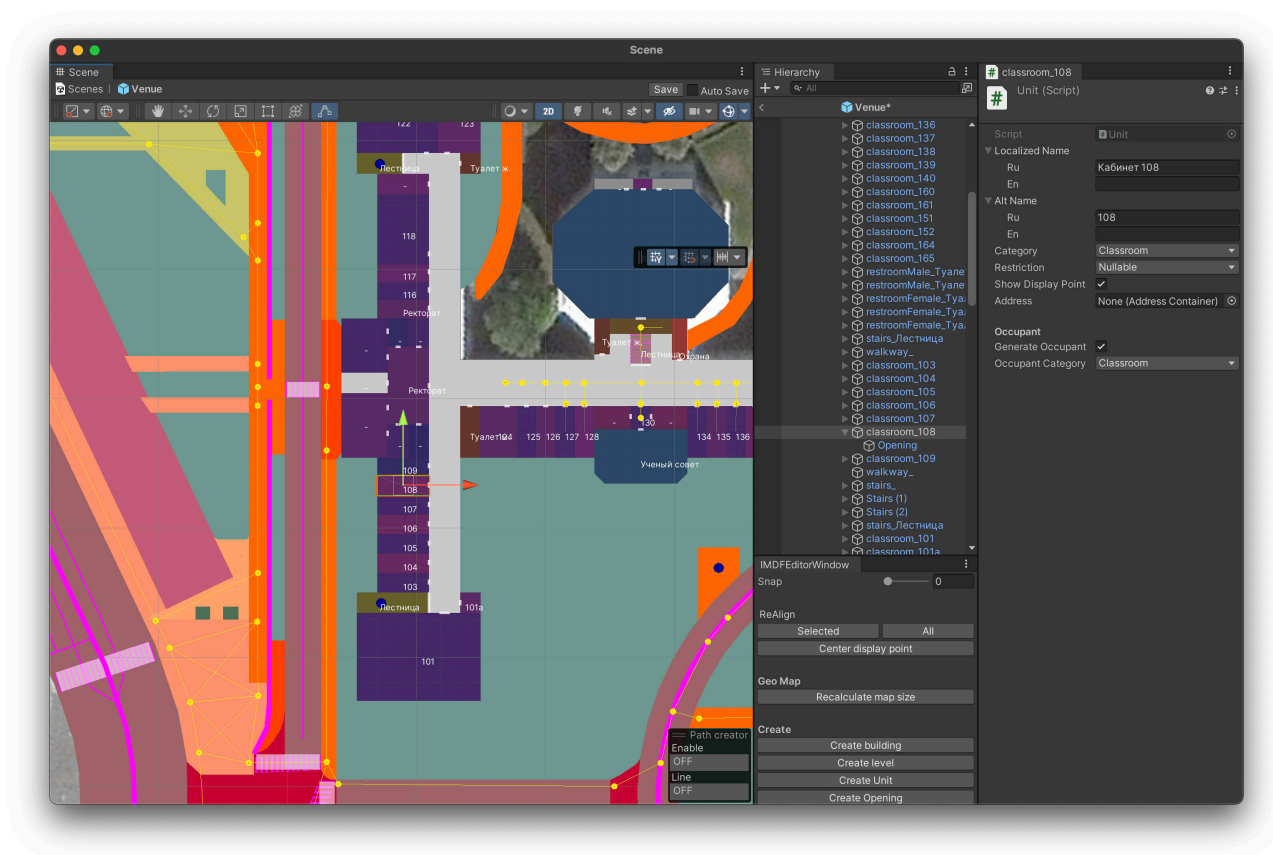 Scene
Scene
Scenes
Venue
Save
Auto Save
2D
122
123
Лестница
Туалет ж.
-
118
117
116
Ректорат
-
-
-
Ректорат
Туалет ж.
Лестница
Охрана
-
-
-
-
130
-
Туалет
124
125
126
127
128
134
135
136
Ученый совет
109
108
107
106
105
104
103
Лестница
101a
101
Path creator
Enable
OFF
Line
OFF
Hierarchy
All
Venue*
classroom_136
classroom_137
classroom_138
classroom_139
classroom_140
classroom_160
classroom_161
classroom_151
classroom_152
classroom_164
classroom_165
restroomMale_Туале
restroomMale_Туале
restroomFemale_Туа
restroomFemale_Туа
restroomFemale_Туа
stairs_Лестница
walkway_
classroom_103
classroom_104
classroom_105
classroom_106
classroom_107
classroom_108
Opening
classroom_109
walkway_
stairs_
Stairs (1)
Stairs (2)
stairs_Лестница
classroom_101
classroom_101a
IMDFEditorWindow
Snap
0
ReAlign
Selected
All
Center display point
Geo Map
Recalculate map size
Create
Create building
Create level
Create Unit
Create Opening
classroom_108
Unit (Script)
Script
Unit
Localized Name
Ru
Кабинет 108
En
Alt Name
Ru
108
En
Category
Classroom
Restriction
Nullable
Show Display Point
Address
None (Address Container)
Occupant
Generate Occupant
Occupant Category
Classroom